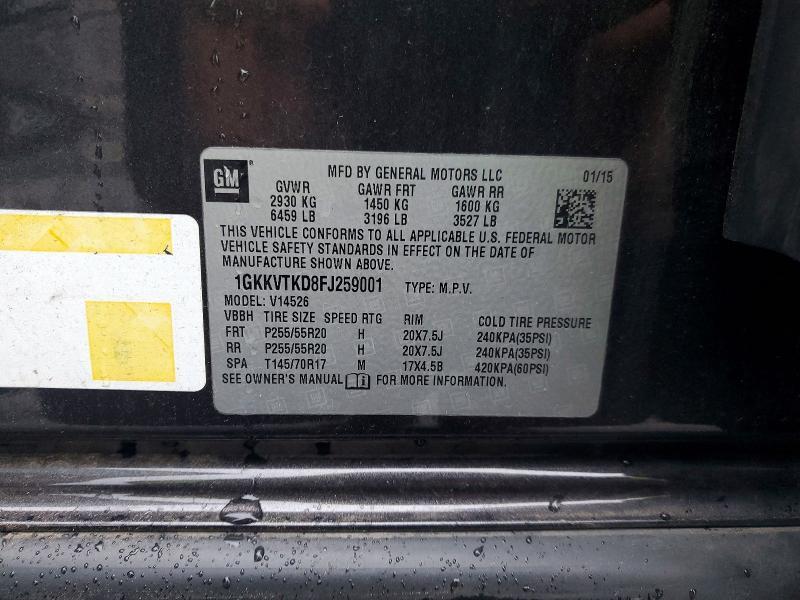 GM® MFD BY GENERAL MOTORS LLC 01/15
GVWR GAWR FRT GAWR RR
2930 KG 1450 KG 1600 KG
6459 LB 3196 LB 3527 LB
THIS VEHICLE CONFORMS TO ALL APPLICABLE U.S. FEDERAL MOTOR
VEHICLE SAFETY STANDARDS IN EFFECT ON THE DATE OF
MANUFACTURE SHOWN ABOVE.
1GKKVTKD8FJ259001 TYPE: M.P.V.
MODEL: V14526
VBBH TIRE SIZE SPEED RTG RIM COLD TIRE PRESSURE
FRT P255/55R20 H 20X7.5J 240KPA(35PSI)
RR P255/55R20 H 20X7.5J 240KPA(35PSI)
SPA T145/70R17 M 17X4.5B 420KPA(60PSI)
SEE OWNER'S MANUAL FOR MORE INFORMATION.